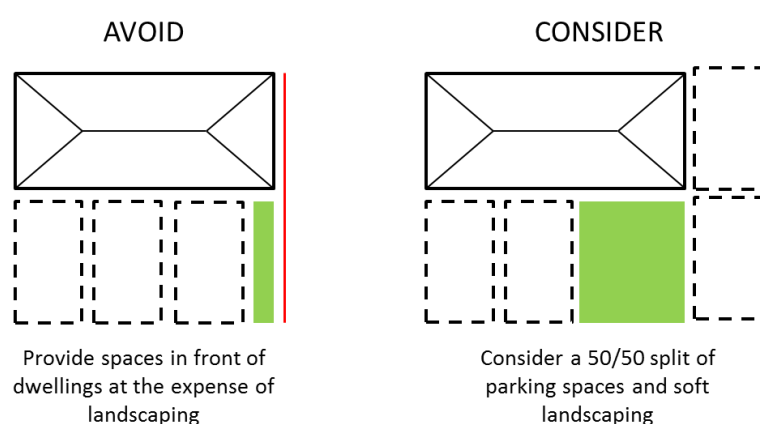 AVOID
Provide spaces in front of
dwellings at the expense of
landscaping
CONSIDER
Consider a 50/50 split of
parking spaces and soft
landscaping